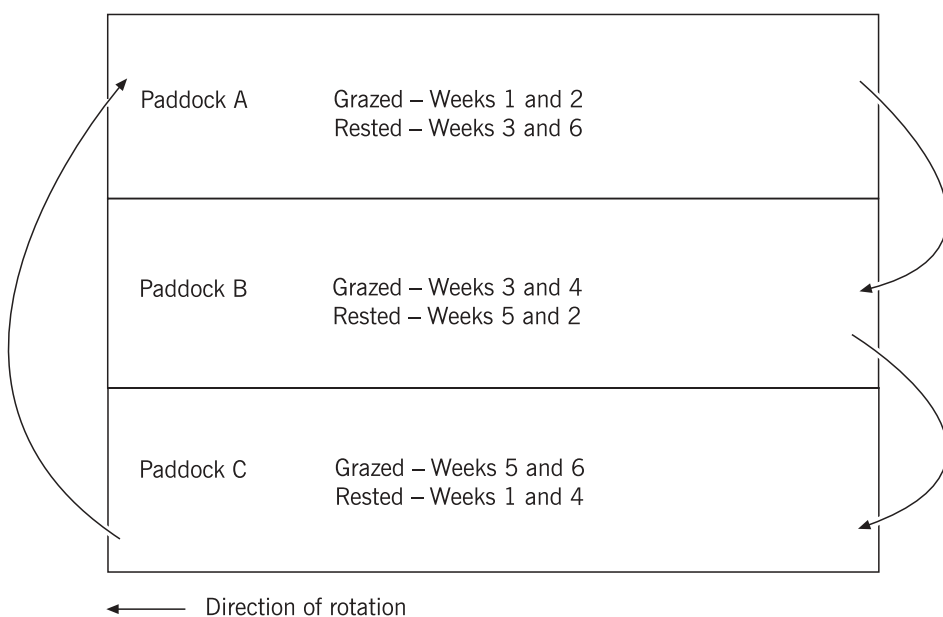 Paddock A
Grazed – Weeks 1 and 2
Rested – Weeks 3 and 6
Paddock B
Grazed – Weeks 3 and 4
Rested – Weeks 5 and 2
Paddock C
Grazed – Weeks 5 and 6
Rested – Weeks 1 and 4
Direction of rotation